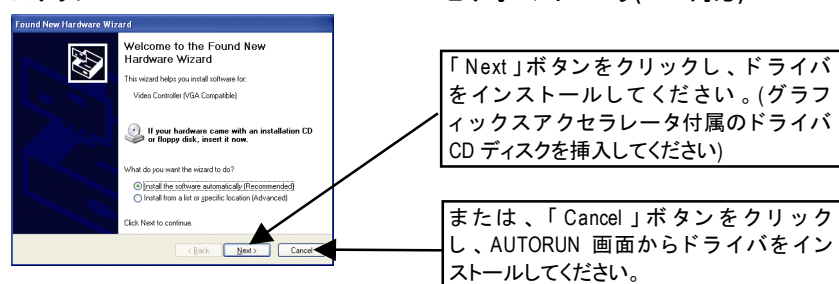 Found New Hardware Wizard
Welcome to the Found New
Hardware Wizard
This wizard helps you install software for:
Video Controller (VGA Compatible)
If your hardware came with an installation CD
or floppy disk, insert it now.
What do you want the wizard to do?
Install the software automatically (Recommended)
Install from a list or specific location (Advanced)
Click Next to continue.
< Back
Next >
Cancel
「Next」ボタンをクリックし、ドライバ
をインストールしてください。(グラフ
ィックスアクセラレータ付属のドライバ
CD ディスクを挿入してください)
または、「Cancel」ボタンをクリック
し、AUTORUN 画面からドライバをイン
ストールしてください。